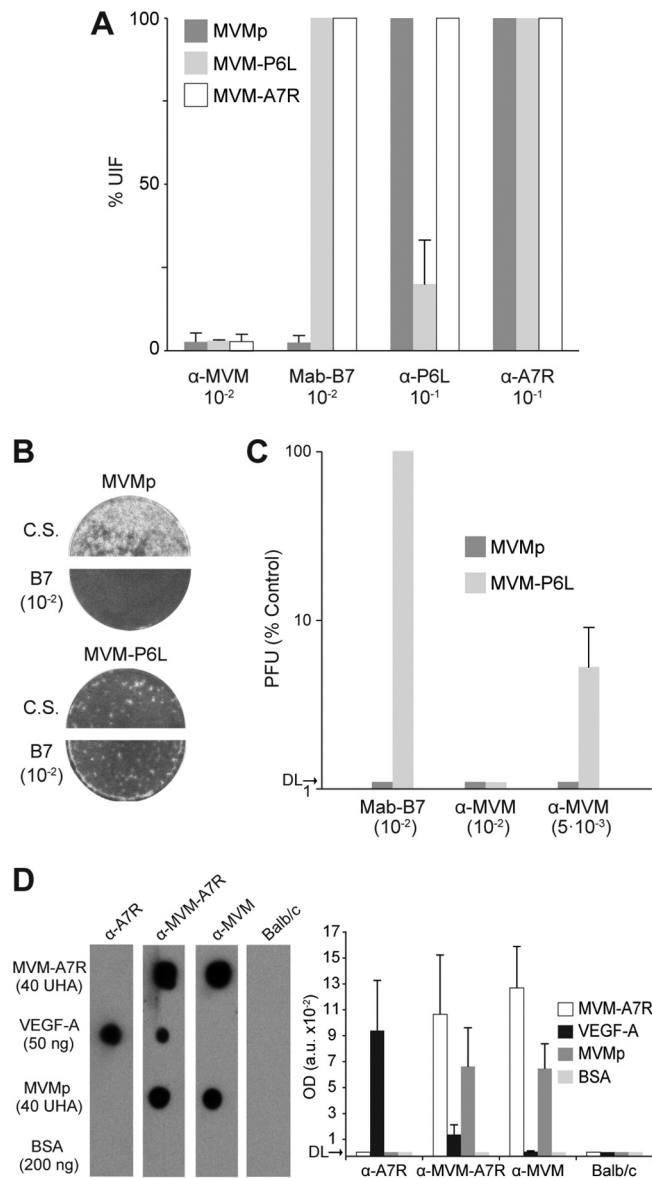 A
MVMp
MVM-P6L
MVM-A7R
% UIF
100
50
0
α-MVM Mab-B7 α-P6L α-A7R
10⁻² 10⁻² 10⁻¹ 10⁻¹
B
MVMp
C.S.
B7
(10⁻²)
MVM-P6L
C.S.
B7
(10⁻²)
C
PFU (% Control)
100
10
DL→
1
MVMp
MVM-P6L
Mab-B7 α-MVM α-MVM
(10⁻²) (10⁻²) (5·10⁻³)
D
α-A7R α-MVM-A7R α-MVM Balb/c
MVM-A7R
(40 UHA)
VEGF-A
(50 ng)
MVMp
(40 UHA)
BSA
(200 ng)
OD (a.u. x10⁻²)
17
13
11
9
7
5
3
1
DL→
MVM-A7R
VEGF-A
MVMp
BSA
α-A7R α-MVM-A7R α-MVM Balb/c